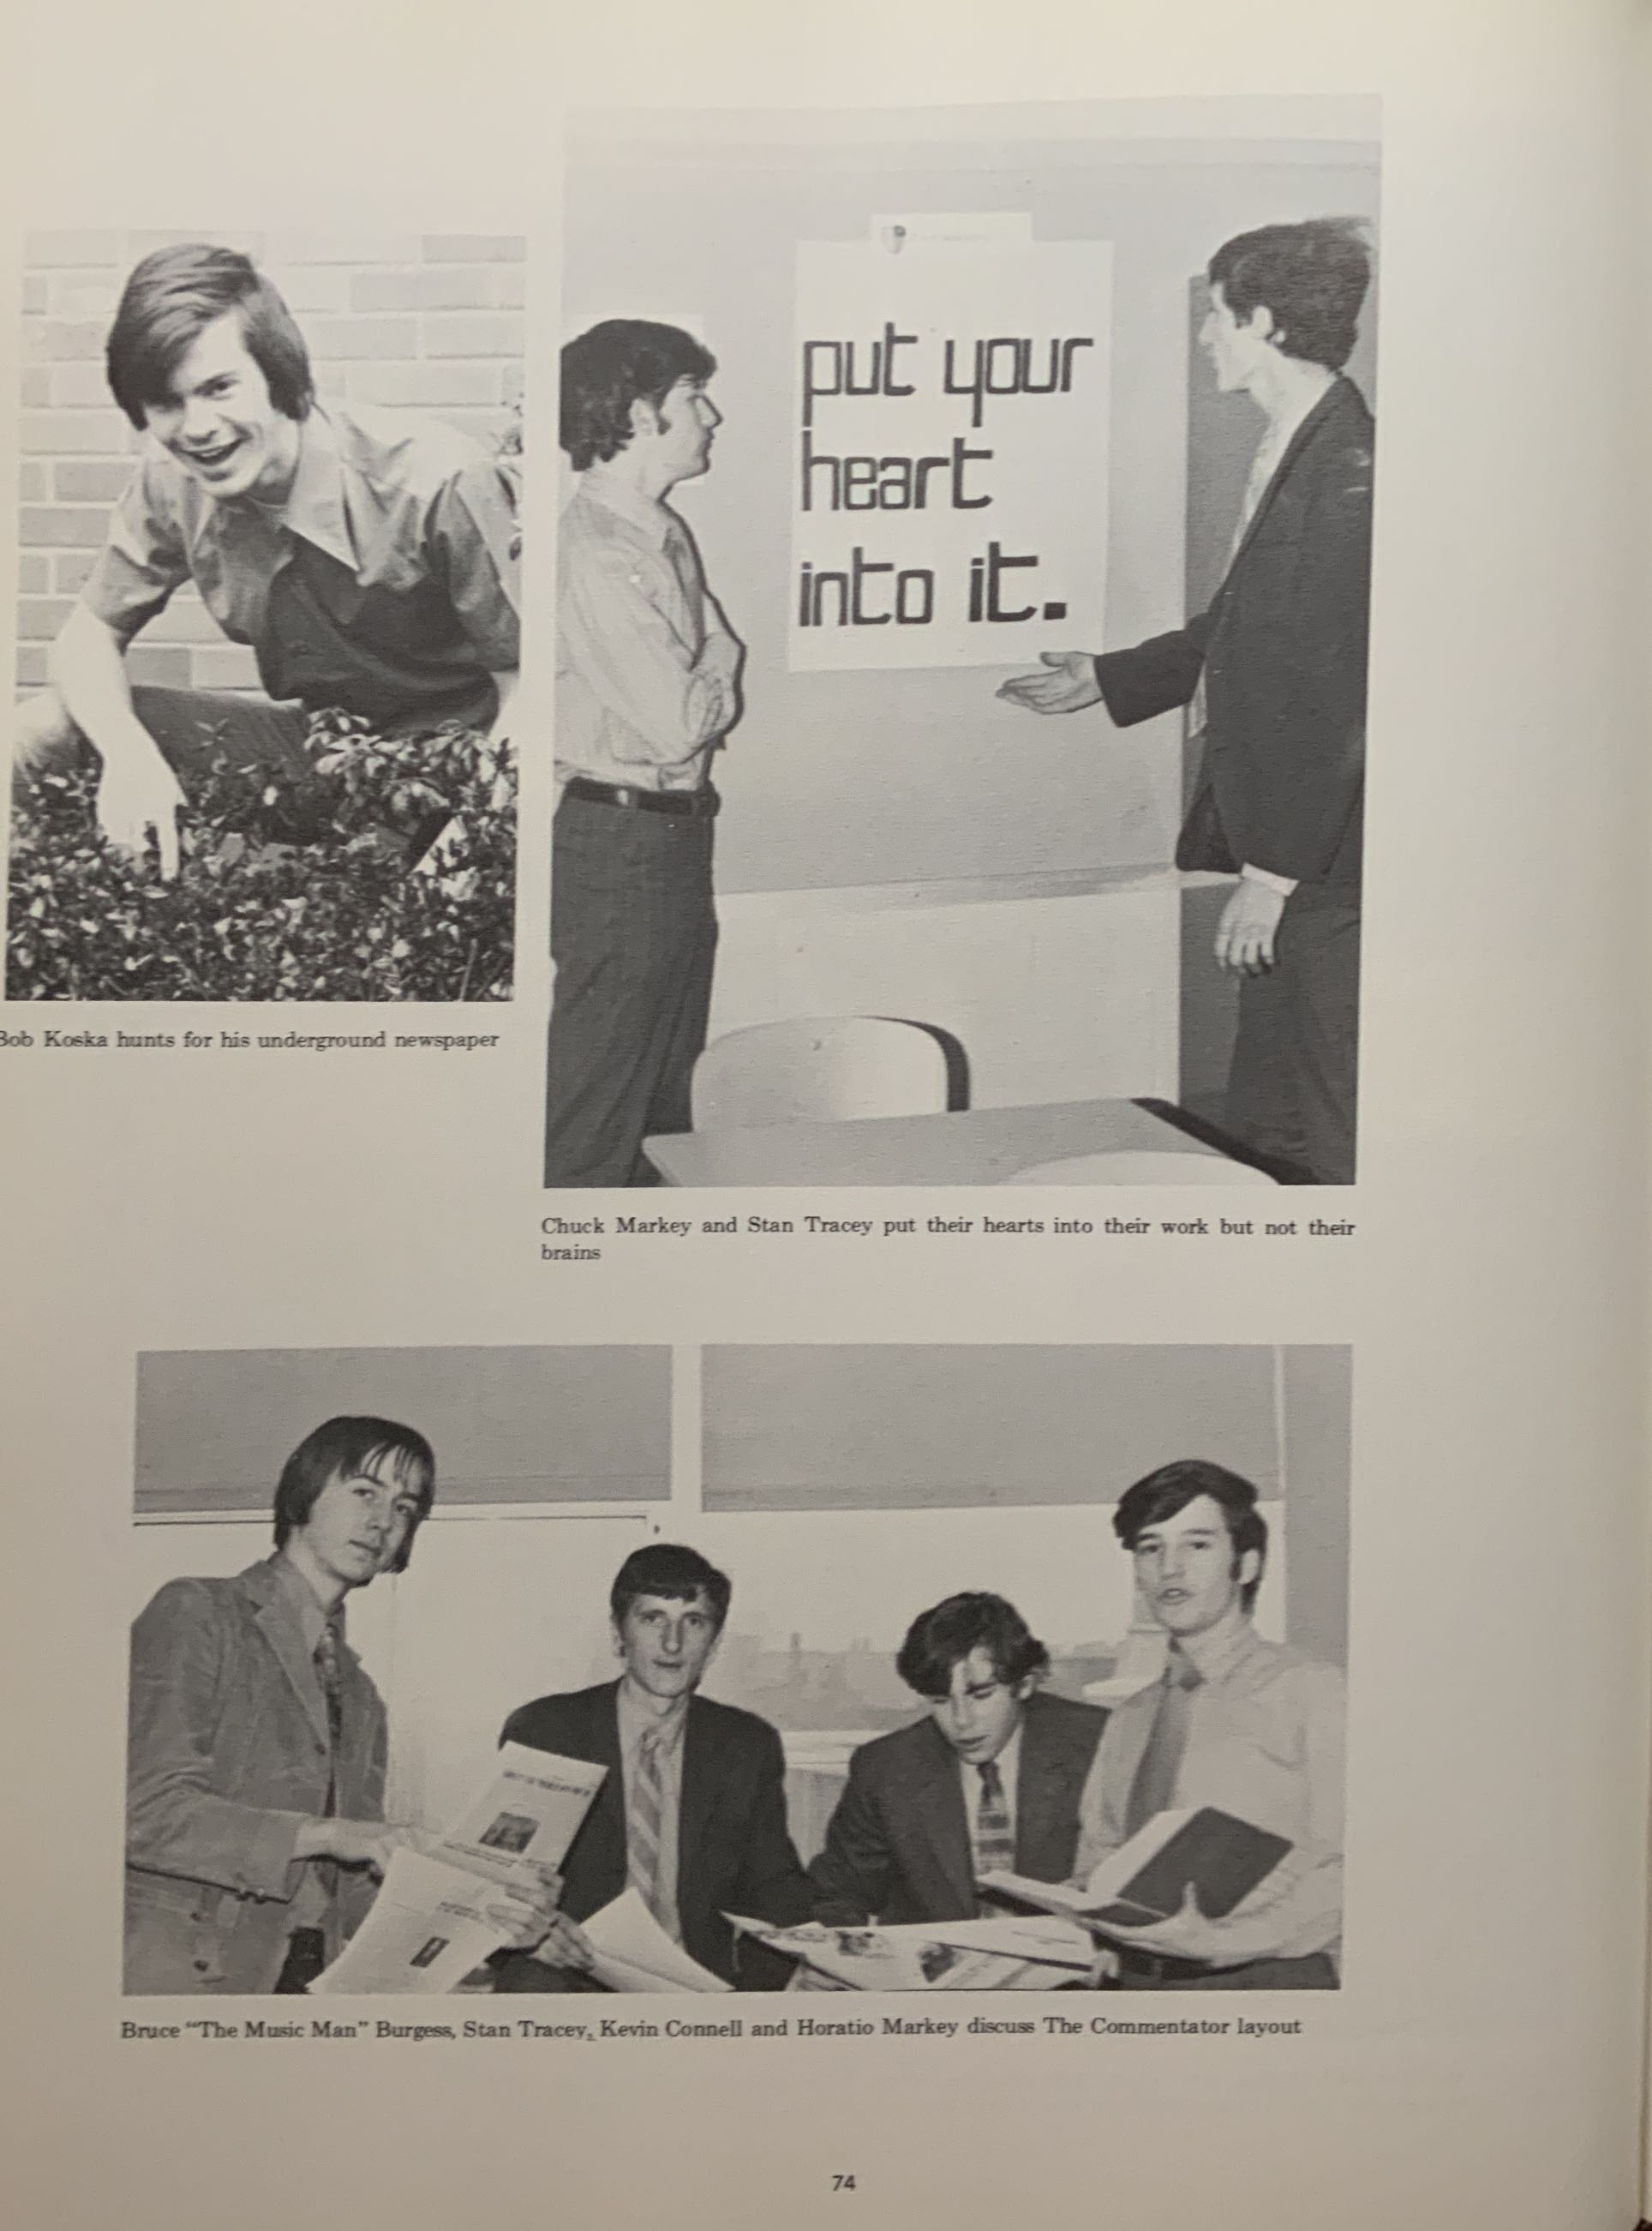 put your
heart
into it.
Bob Koska hunts for his underground newspaper
Chuck Markey and Stan Tracey put their hearts into their work but not their
brains
Bruce “The Music Man” Burgess, Stan Tracey, Kevin Connell and Horatio Markey discuss The Commentator layout
74